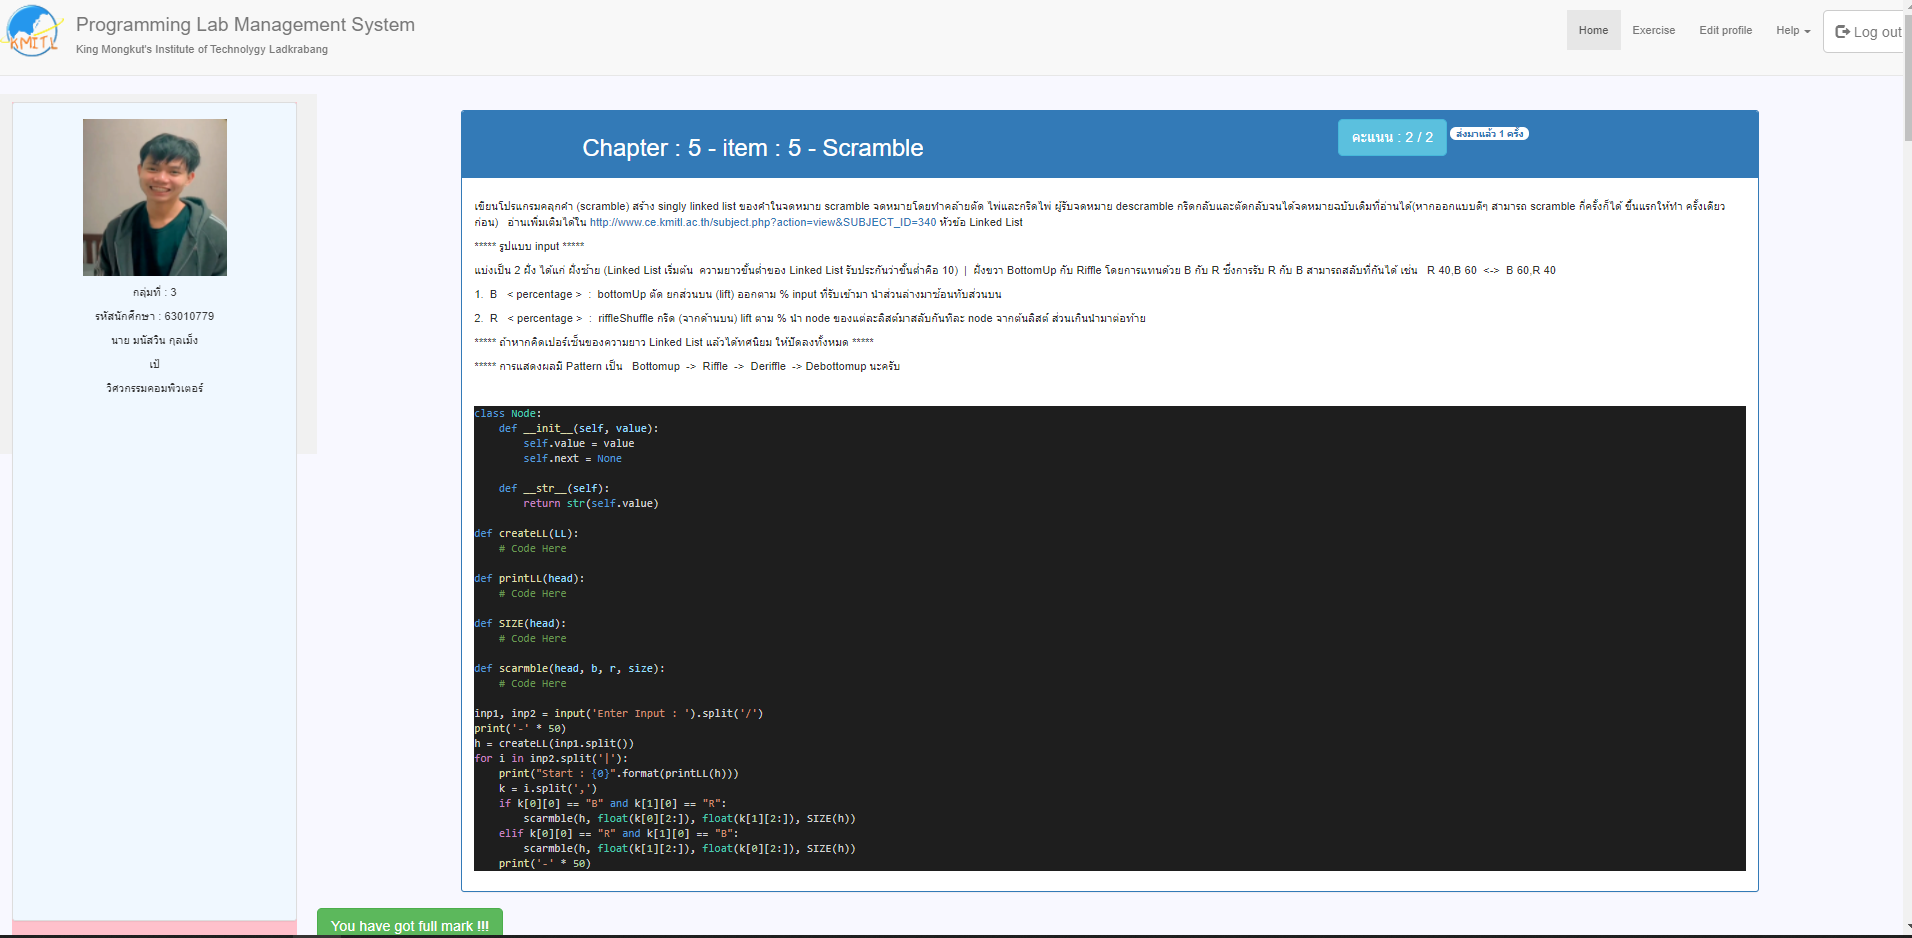 Programming Lab Management System
King Mongkut's Institute of Technolygy Ladkrabang
Home
Exercise
Edit profile
Help
Log out
KMITL
กลุ่มที่ : 3
รหัสนักศึกษา : 63010779
นาย มนัสวิน กุลเม็ง
เป้
วิศวกรรมคอมพิวเตอร์
Chapter : 5 - item : 5 - Scramble
คะแนน : 2 / 2
ส่งมาแล้ว 1 ครั้ง
เขียนโปรแกรมคลุกคำ (scramble) สร้าง singly linked list ของคำในจดหมาย scramble จดหมายโดยทำคล้ายตัด ไพ่และกรีดไพ่ ผู้รับจดหมาย descramble กรีดกลับและตัดกลับจนได้จดหมายฉบับเดิมที่อ่านได้(หากออกแบบดีๆ สามารถ scramble กี่ครั้งก็ได้ ขึ้นแรกให้ทำ ครั้งเดียว
ก่อน) อ่านเพิ่มเติมได้ใน http://www.ce.kmitl.ac.th/subject.php?action=view&SUBJECT_ID=340 หัวข้อ Linked List
***** รูปแบบ input *****
แบ่งเป็น 2 ฝั่ง ได้แก่ ฝั่งซ้าย (Linked List เริ่มต้น ความยาวขั้นต่ำของ Linked List รับประกันว่าขั้นต่ำคือ 10) | ฝั่งขวา BottomUp กับ Riffle โดยการแทนด้วย B กับ R ซึ่งการรับ R กับ B สามารถสลับที่กันได้ เช่น R 40,B 60 <-> B 60,R 40
1. B < percentage > : bottomUp ตัด ยกส่วนบน (lift) ออกตาม % input ที่รับเข้ามา นำส่วนล่างมาซ้อนทับส่วนบน
2. R < percentage > : riffleShuffle กรีด (จากด้านบน) lift ตาม % นำ node ของแต่ละลิสต์มาสลับกันทีละ node จากต้นลิสต์ ส่วนเกินนำมาต่อท้าย
***** ถ้าหากคิดเปอร์เซ็นของความยาว Linked List แล้วได้ทศนิยม ให้ปัดลงทั้งหมด *****
***** การแสดงผลมี Pattern เป็น Bottomup -> Riffle -> Deriffle -> Debottomup นะครับ
class Node:
    def __init__(self, value):
        self.value = value
        self.next = None
    def __str__(self):
        return str(self.value)
def createLL(LL):
    # Code Here
def printLL(head):
    # Code Here
def SIZE(head):
    # Code Here
def scarmble(head, b, r, size):
    # Code Here
inp1, inp2 = input('Enter Input : ').split('/')
print('-' * 50)
h = createLL(inp1.split())
for i in inp2.split('|'):
    print("Start : {0}".format(printLL(h)))
    k = i.split(',')
    if k[0][0] == "B" and k[1][0] == "R":
        scarmble(h, float(k[0][2:]), float(k[1][2:]), SIZE(h))
    elif k[0][0] == "R" and k[1][0] == "B":
        scarmble(h, float(k[1][2:]), float(k[0][2:]), SIZE(h))
    print('-' * 50)
You have got full mark !!!